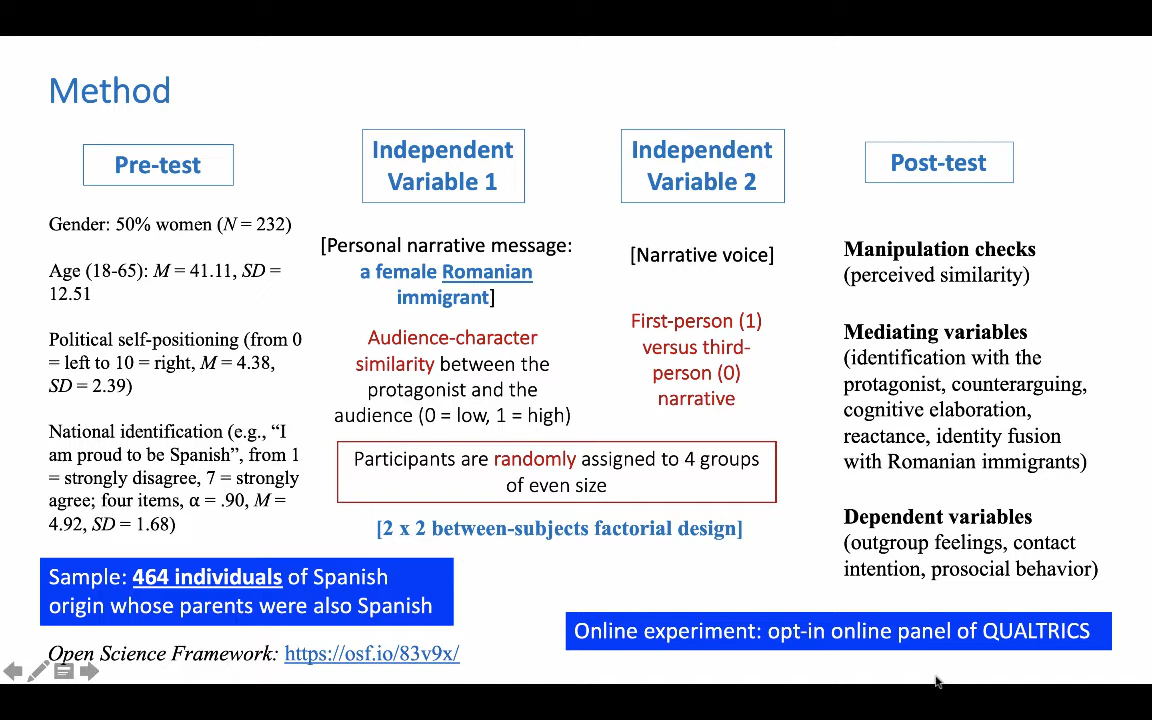 Method
Pre-test
Gender: 50% women (N = 232)
Age (18-65): M = 41.11, SD =
12.51
Political self-positioning (from 0
= left to 10 = right, M = 4.38,
SD = 2.39)
National identification (e.g., “I
am proud to be Spanish”, from 1
= strongly disagree, 7 = strongly
agree; four items, α = .90, M =
4.92, SD = 1.68)
Independent
Variable 1
[Personal narrative message:
a female Romanian
immigrant]
Audience-character
similarity between the
protagonist and the
audience (0 = low, 1 = high)
Independent
Variable 2
[Narrative voice]
First-person (1)
versus third-
person (0)
narrative
Participants are randomly assigned to 4 groups
of even size
[2 x 2 between-subjects factorial design]
Post-test
Manipulation checks
(perceived similarity)
Mediating variables
(identification with the
protagonist, counterarguing,
cognitive elaboration,
reactance, identity fusion
with Romanian immigrants)
Dependent variables
(outgroup feelings, contact
intention, prosocial behavior)
Sample: 464 individuals of Spanish
origin whose parents were also Spanish
Online experiment: opt-in online panel of QUALTRICS
Open Science Framework: https://osf.io/83v9x/